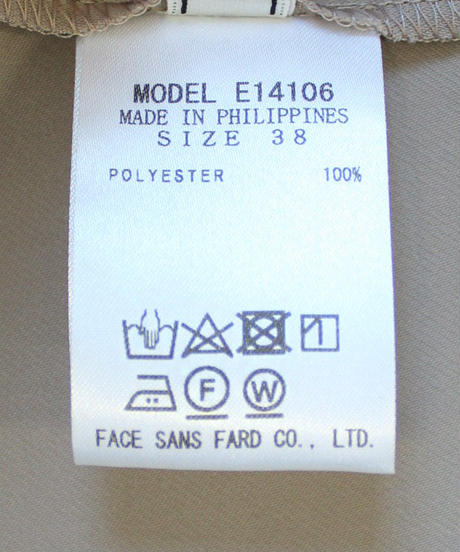 MODEL E14106
MADE IN PHILIPPINES
SIZE 38
POLYESTER 100%
F W
FACE SANS FARD CO., LTD.